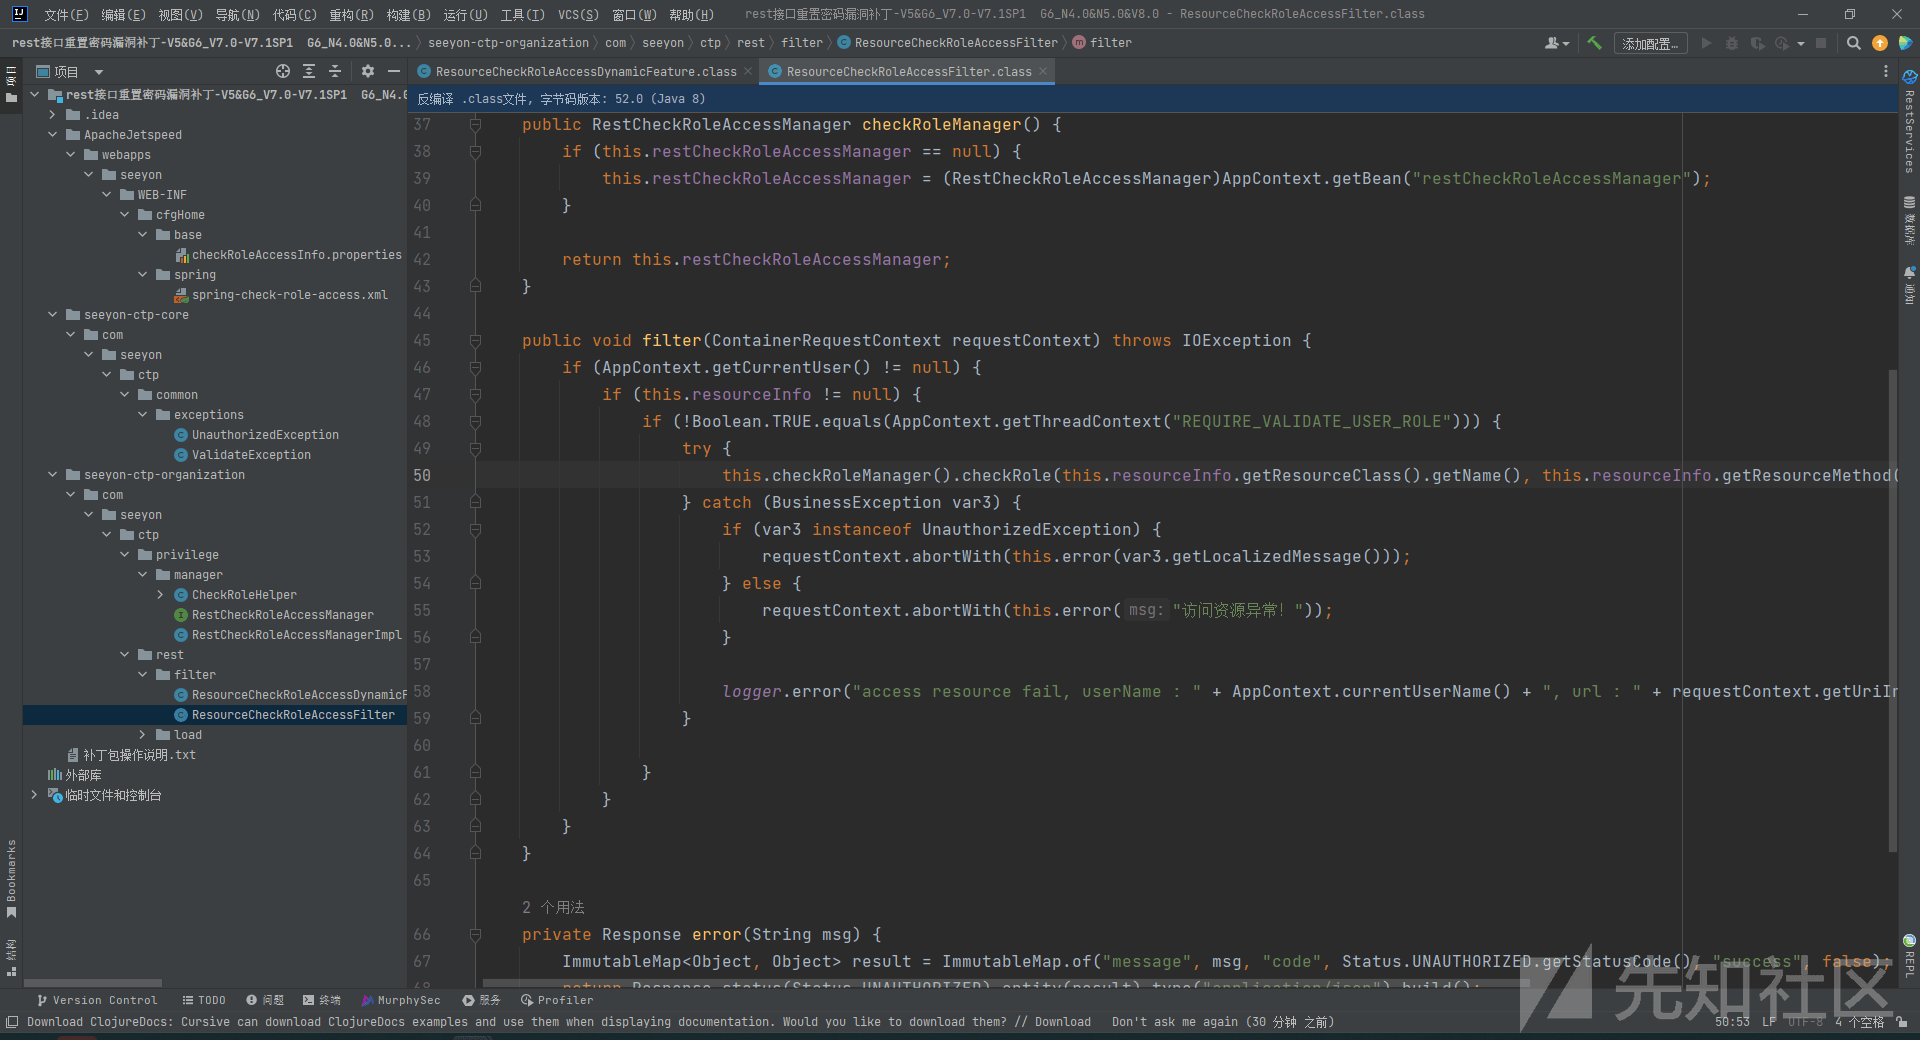 文件(F) 编辑(E) 视图(V) 导航(N) 代码(C) 重构(R) 构建(B) 运行(U) 工具(T) VCS(S) 窗口(W) 帮助(H) rest接口重置密码漏洞补丁-V5&G6_V7.0-V7.1SP1 G6_N4.0&N5.0&V8.0 - ResourceCheckRoleAccessFilter.class
rest接口重置密码漏洞补丁-V5&G6_V7.0-V7.1SP1 G6_N4.0&N5.0... seeyon-ctp-organization com seeyon ctp rest filter ResourceCheckRoleAccessFilter filter 添加配置...
项目
ResourceCheckRoleAccessDynamicFeature.class ResourceCheckRoleAccessFilter.class
反编译 .class文件, 字节码版本: 52.0 (Java 8)
rest接口重置密码漏洞补丁-V5&G6_V7.0-V7.1SP1 G6_N4.0
.idea
ApacheJetspeed
webapps
seeyon
WEB-INF
cfgHome
base
checkRoleAccessInfo.properties
spring
spring-check-role-access.xml
seeyon-ctp-core
com
seeyon
ctp
common
exceptions
UnauthorizedException
ValidateException
seeyon-ctp-organization
com
seeyon
ctp
privilege
manager
CheckRoleHelper
RestCheckRoleAccessManager
RestCheckRoleAccessManagerImpl
rest
filter
ResourceCheckRoleAccessDynamicF
ResourceCheckRoleAccessFilter
load
补丁包操作说明.txt
外部库
临时文件和控制台
37 public RestCheckRoleAccessManager checkRoleManager() {
38 if (this.restCheckRoleAccessManager == null) {
39 this.restCheckRoleAccessManager = (RestCheckRoleAccessManager)AppContext.getBean("restCheckRoleAccessManager");
40 }
41
42 return this.restCheckRoleAccessManager;
43 }
44
45 public void filter(ContainerRequestContext requestContext) throws IOException {
46 if (AppContext.getCurrentUser() != null) {
47 if (this.resourceInfo != null) {
48 if (!Boolean.TRUE.equals(AppContext.getThreadContext("REQUIRE_VALIDATE_USER_ROLE"))) {
49 try {
50 this.checkRoleManager().checkRole(this.resourceInfo.getResourceClass().getName(), this.resourceInfo.getResourceMethod(
51 } catch (BusinessException var3) {
52 if (var3 instanceof UnauthorizedException) {
53 requestContext.abortWith(this.error(var3.getLocalizedMessage()));
54 } else {
55 requestContext.abortWith(this.error( msg: "访问资源异常! "));
56 }
57
58 logger.error("access resource fail, userName : " + AppContext.currentUserName() + ", url : " + requestContext.getUriIn
59 }
60
61 }
62 }
63 }
64 }
65
2 个用法
66 private Response error(String msg) {
67 ImmutableMap<Object, Object> result = ImmutableMap.of("message", msg, "code", Status.UNAUTHORIZED.getStatusCode(), "success", false);
68 return Response.status(Status.UNAUTHORIZED).entity(result).type("application/json").build();
项目
Bookmarks
结构
RestServices
数据库
通知
REPL
Version Control TODO 问题 终端 MurphySec 服务 Profiler
Download ClojureDocs: Cursive can download ClojureDocs examples and use them when displaying documentation. Would you like to download them? // Download Don't ask me again (30 分钟 之前)
50:53 LF UTF-8 4 个空格
先知社区